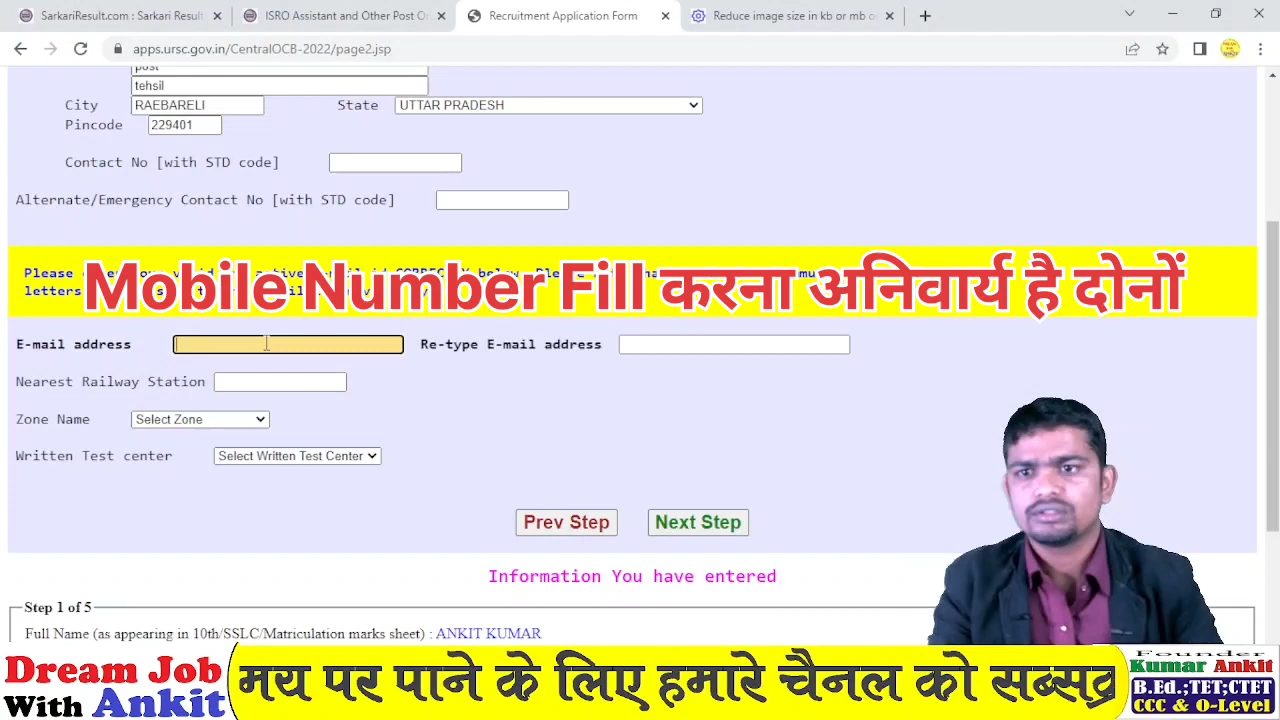 SarkariResult.com : Sarkari Result
ISRO Assistant and Other Post O
Recruitment Application Form
Reduce image size in kb or mb o
apps.ursc.gov.in/CentralOCB-2022/page2.jsp
post
tehsil
City RAEBARELI State UTTAR PRADESH
Pincode 229401
Contact No [with STD code]
Alternate/Emergency Contact No [with STD code]
Please
letters
Mobile Number Fill करना अनिवार्य है दोनों
E-mail address Re-type E-mail address
Nearest Railway Station
Zone Name Select Zone
Written Test center Select Written Test Center
Prev Step Next Step
Information You have entered
Step 1 of 5
Full Name (as appearing in 10th/SSLC/Matriculation marks sheet) : ANKIT KUMAR
Dream Job
With Ankit
मय पर पाने के लिए हमारे चैनल को सब्सक्र
Founder
Kumar Ankit
B.Ed.;TET;CTET
CCC & O-Level